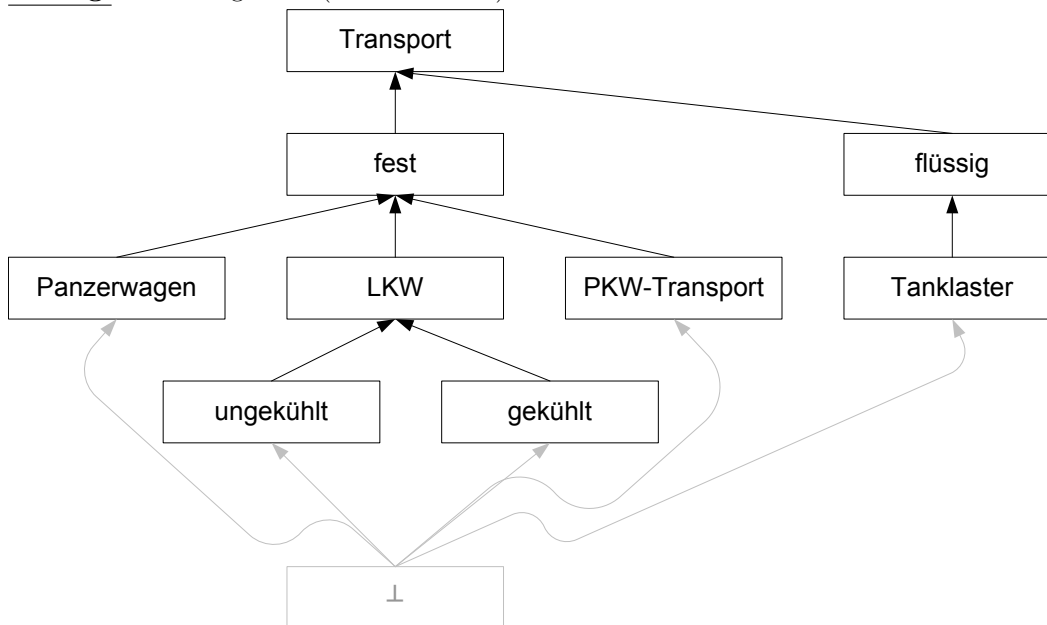 Transport
fest
flüssig
Panzerwagen
LKW
PKW-Transport
Tanklaster
ungekühlt
gekühlt
⊥